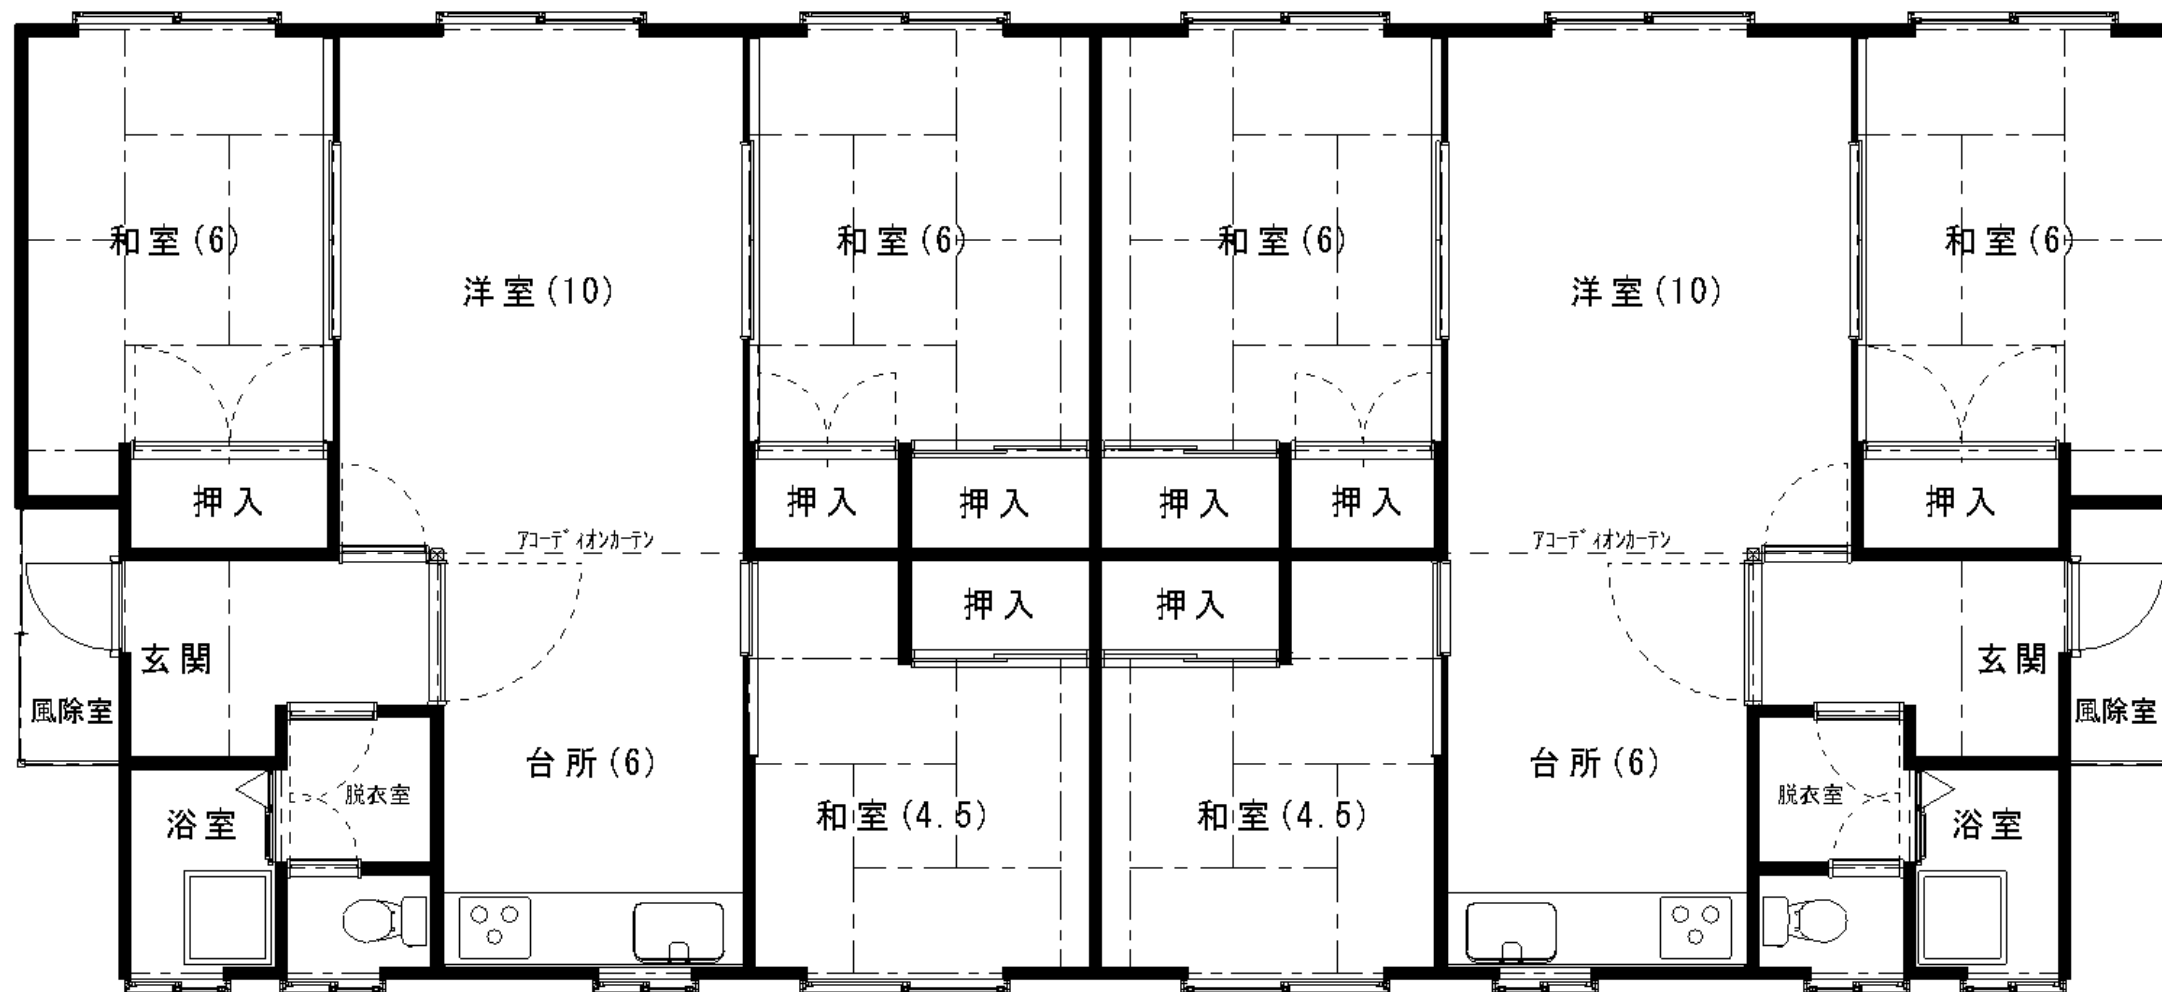 和室(6)
和室(6)
和室(6)
和室(6)
洋室(10)
洋室(10)
押入
押入
押入
押入
押入
押入
アコーディオンカーテン
アコーディオンカーテン
押入
押入
玄関
玄関
風除室
風除室
台所(6)
台所(6)
脱衣室
脱衣室
浴室
和室(4.5)
和室(4.5)
浴室